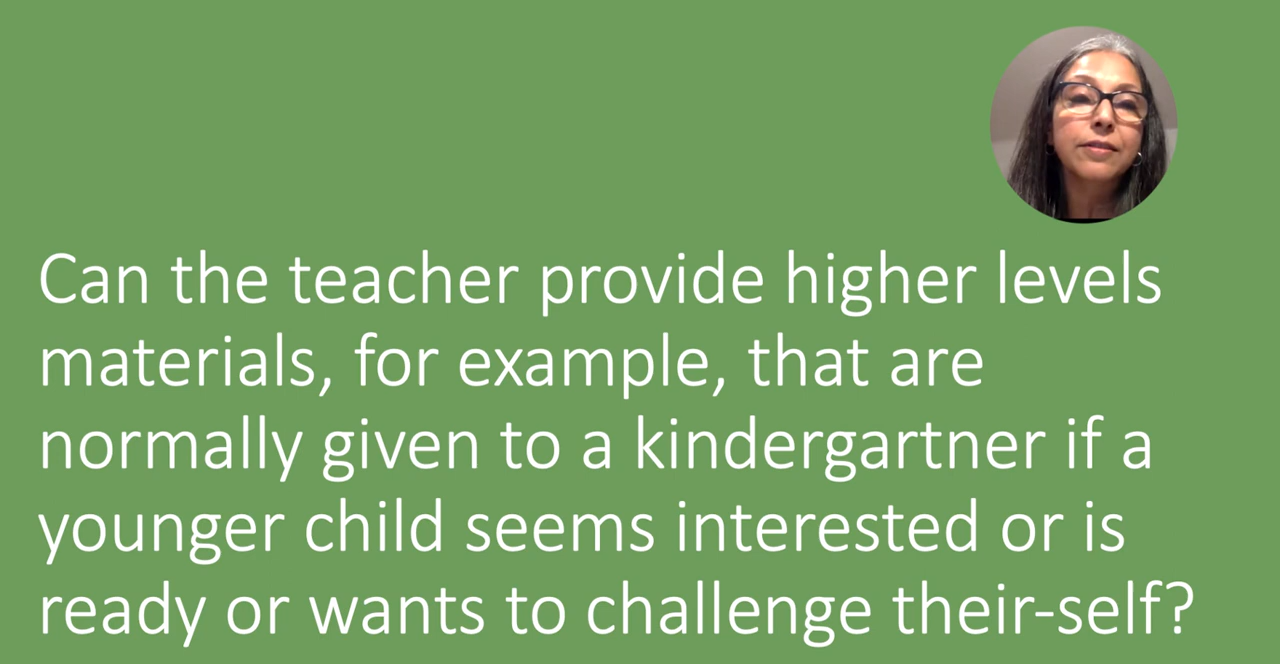 Can the teacher provide higher levels
materials, for example, that are
normally given to a kindergartner if a
younger child seems interested or is
ready or wants to challenge their-self?